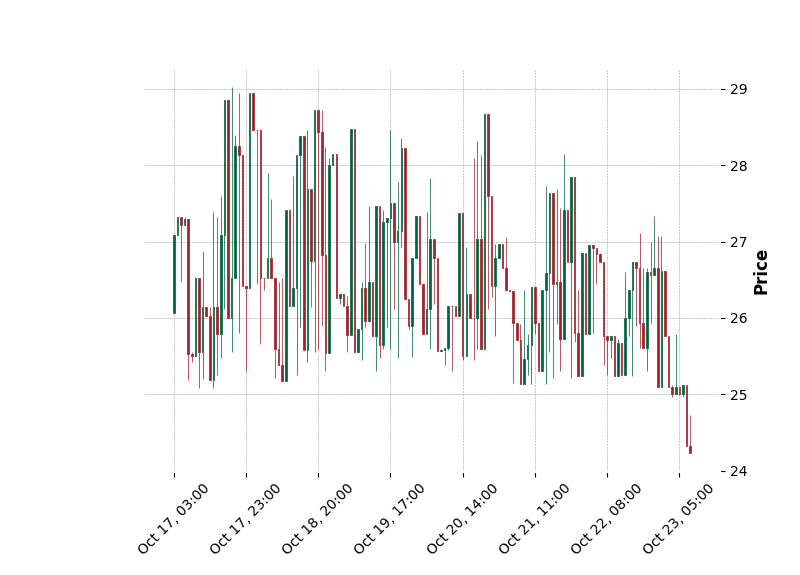 29
28
27
26
25
24
Price
Oct 17, 03:00
Oct 17, 23:00
Oct 18, 20:00
Oct 19, 17:00
Oct 20, 14:00
Oct 21, 11:00
Oct 22, 08:00
Oct 23, 05:00